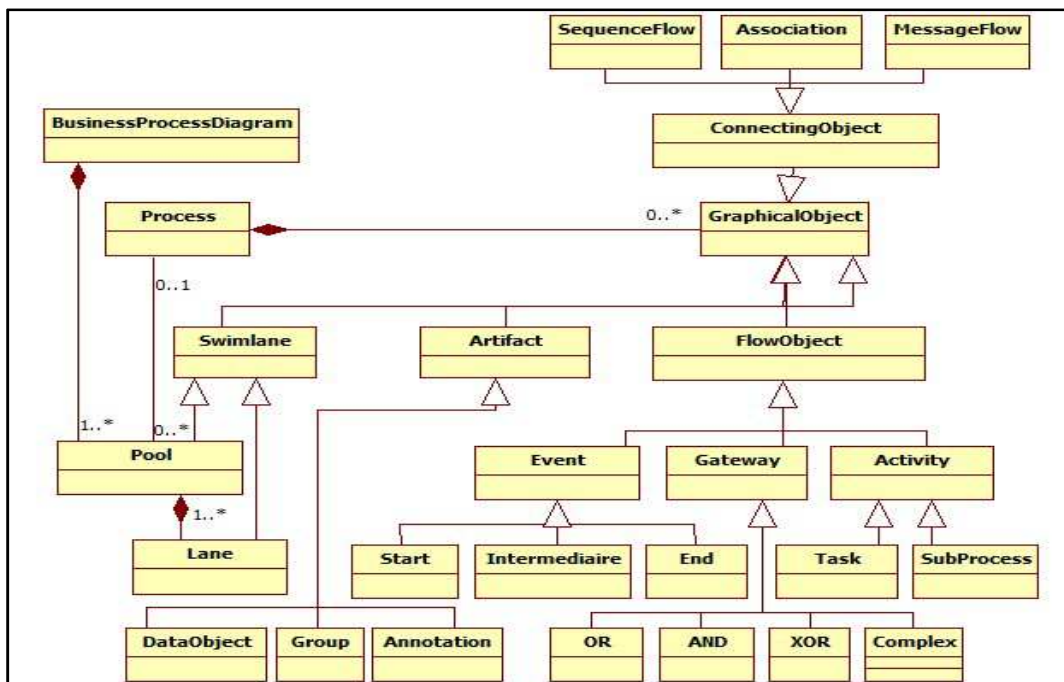 SequenceFlow
Association
MessageFlow
BusinessProcessDiagram
ConnectingObject
Process
0..*
GraphicalObject
0..1
Swimlane
Artifact
FlowObject
1..*
0..*
Pool
Event
Gateway
Activity
1..*
Lane
Start
Intermediaire
End
Task
SubProcess
DataObject
Group
Annotation
OR
AND
XOR
Complex